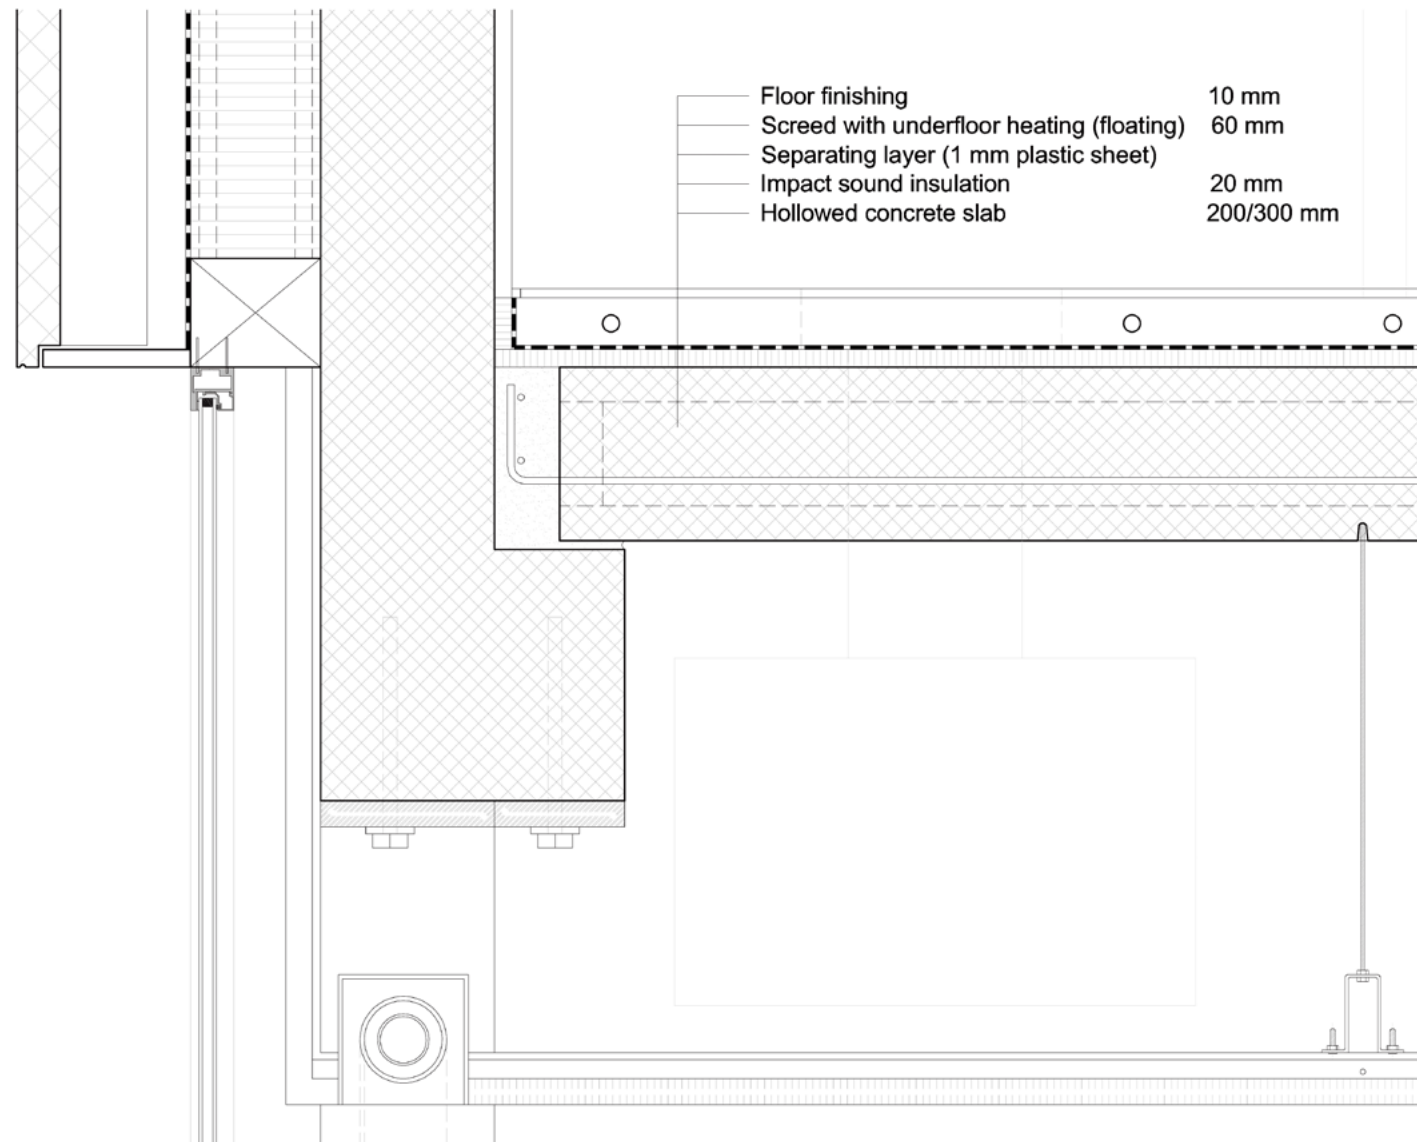 Floor finishing 10 mm
Screed with underfloor heating (floating) 60 mm
Separating layer (1 mm plastic sheet)
Impact sound insulation 20 mm
Hollowed concrete slab 200/300 mm